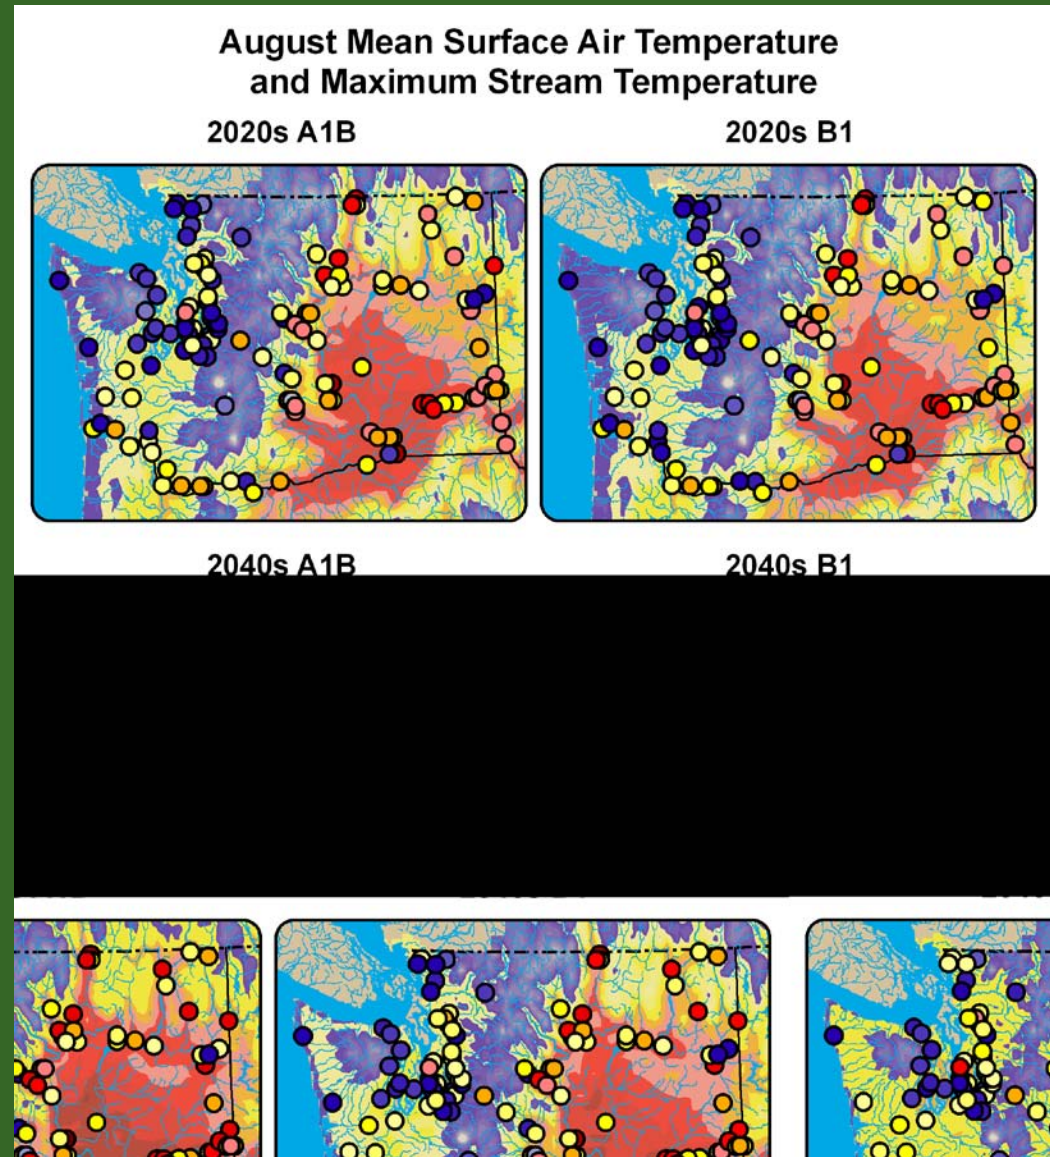 August Mean Surface Air Temperature
and Maximum Stream Temperature
2020s A1B
2020s B1
2040s A1B
2040s B1